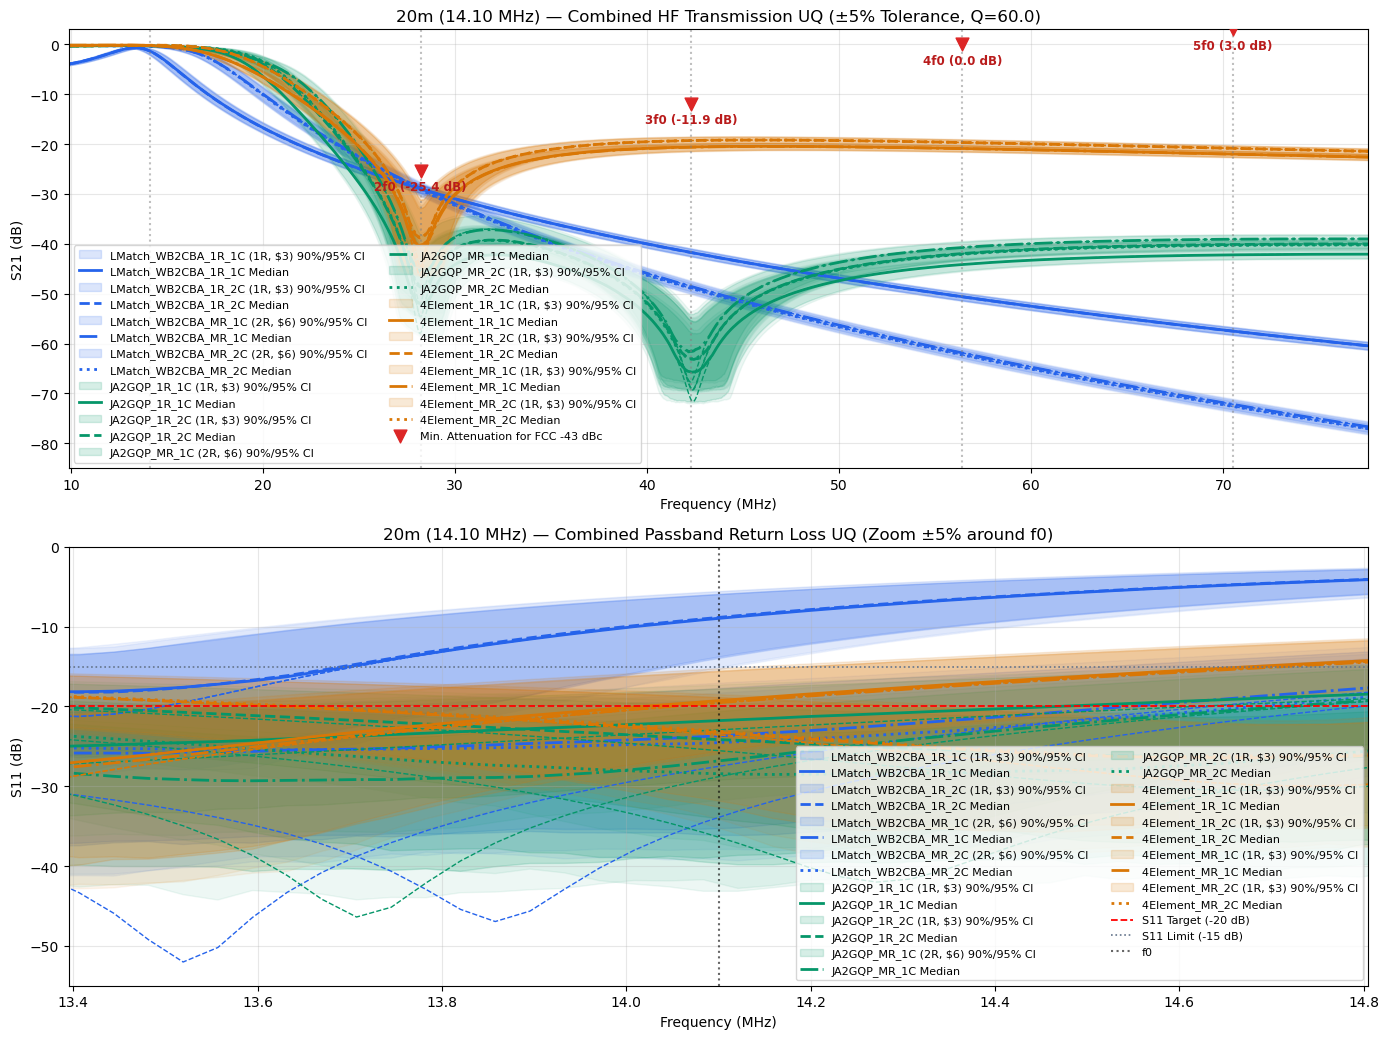 20m (14.10 MHz) — Combined HF Transmission UQ (±5% Tolerance, Q=60.0)
5f0 (3.0 dB)
4f0 (0.0 dB)
3f0 (-11.9 dB)
2f0 (-25.4 dB)
0
−10
−20
−30
−40
−50
−60
−70
−80
S21 (dB)
LMatch_WB2CBA_1R_1C (1R, $3) 90%/95% CI
LMatch_WB2CBA_1R_1C Median
LMatch_WB2CBA_1R_2C (1R, $3) 90%/95% CI
LMatch_WB2CBA_1R_2C Median
LMatch_WB2CBA_MR_1C (2R, $6) 90%/95% CI
LMatch_WB2CBA_MR_1C Median
LMatch_WB2CBA_MR_2C (2R, $6) 90%/95% CI
LMatch_WB2CBA_MR_2C Median
JA2GQP_1R_1C (1R, $3) 90%/95% CI
JA2GQP_1R_1C Median
JA2GQP_1R_2C (1R, $3) 90%/95% CI
JA2GQP_1R_2C Median
JA2GQP_MR_1C (2R, $6) 90%/95% CI
JA2GQP_MR_1C Median
JA2GQP_MR_2C (1R, $3) 90%/95% CI
JA2GQP_MR_2C Median
4Element_1R_1C (1R, $3) 90%/95% CI
4Element_1R_1C Median
4Element_1R_2C (1R, $3) 90%/95% CI
4Element_1R_2C Median
4Element_MR_1C (1R, $3) 90%/95% CI
4Element_MR_1C Median
4Element_MR_2C (1R, $3) 90%/95% CI
4Element_MR_2C Median
Min. Attenuation for FCC -43 dBc
10
20
30
40
50
60
70
Frequency (MHz)
20m (14.10 MHz) — Combined Passband Return Loss UQ (Zoom ±5% around f0)
0
−10
−20
−30
−40
−50
S11 (dB)
LMatch_WB2CBA_1R_1C (1R, $3) 90%/95% CI
LMatch_WB2CBA_1R_1C Median
LMatch_WB2CBA_1R_2C (1R, $3) 90%/95% CI
LMatch_WB2CBA_1R_2C Median
LMatch_WB2CBA_MR_1C (2R, $6) 90%/95% CI
LMatch_WB2CBA_MR_1C Median
LMatch_WB2CBA_MR_2C (2R, $6) 90%/95% CI
LMatch_WB2CBA_MR_2C Median
JA2GQP_1R_1C (1R, $3) 90%/95% CI
JA2GQP_1R_1C Median
JA2GQP_1R_2C (1R, $3) 90%/95% CI
JA2GQP_1R_2C Median
JA2GQP_MR_1C (2R, $6) 90%/95% CI
JA2GQP_MR_1C Median
JA2GQP_MR_2C (1R, $3) 90%/95% CI
JA2GQP_MR_2C Median
4Element_1R_1C (1R, $3) 90%/95% CI
4Element_1R_1C Median
4Element_1R_2C (1R, $3) 90%/95% CI
4Element_1R_2C Median
4Element_MR_1C (1R, $3) 90%/95% CI
4Element_MR_1C Median
4Element_MR_2C (1R, $3) 90%/95% CI
4Element_MR_2C Median
S11 Target (-20 dB)
S11 Limit (-15 dB)
f0
13.4
13.6
13.8
14.0
14.2
14.4
14.6
14.8
Frequency (MHz)